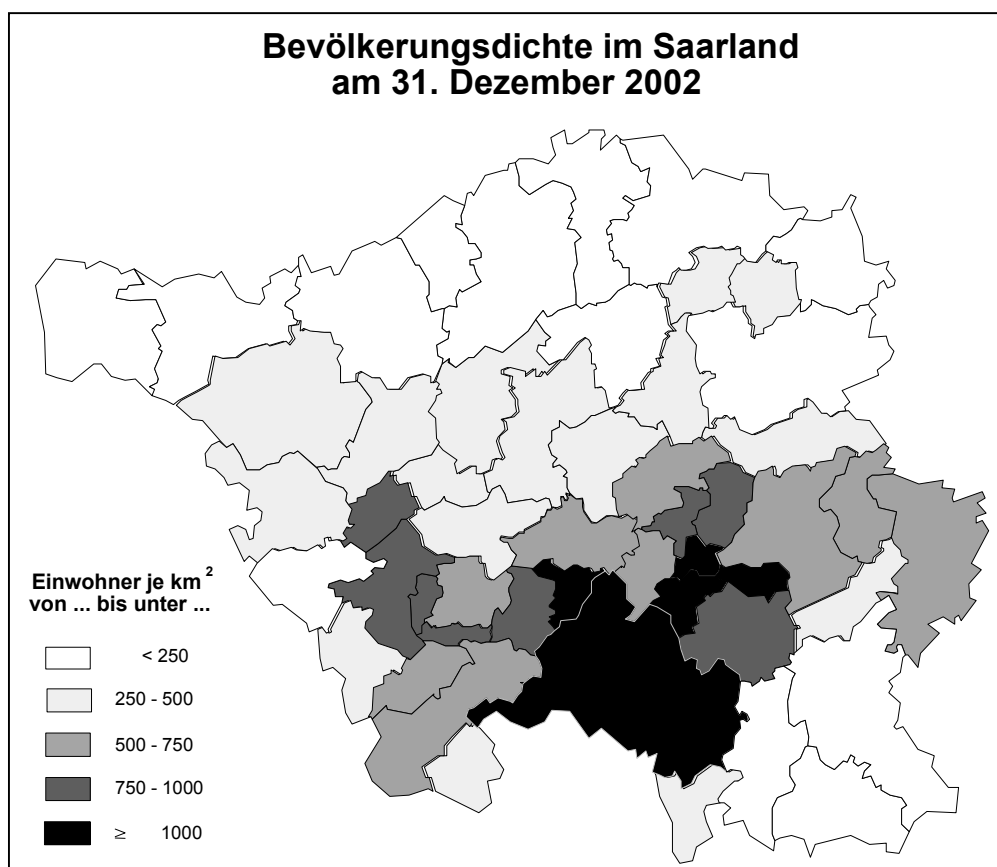 Bevölkerungsdichte im Saarland
am 31. Dezember 2002
Einwohner je km²
von ... bis unter ...
< 250
250 - 500
500 - 750
750 - 1000
≥ 1000